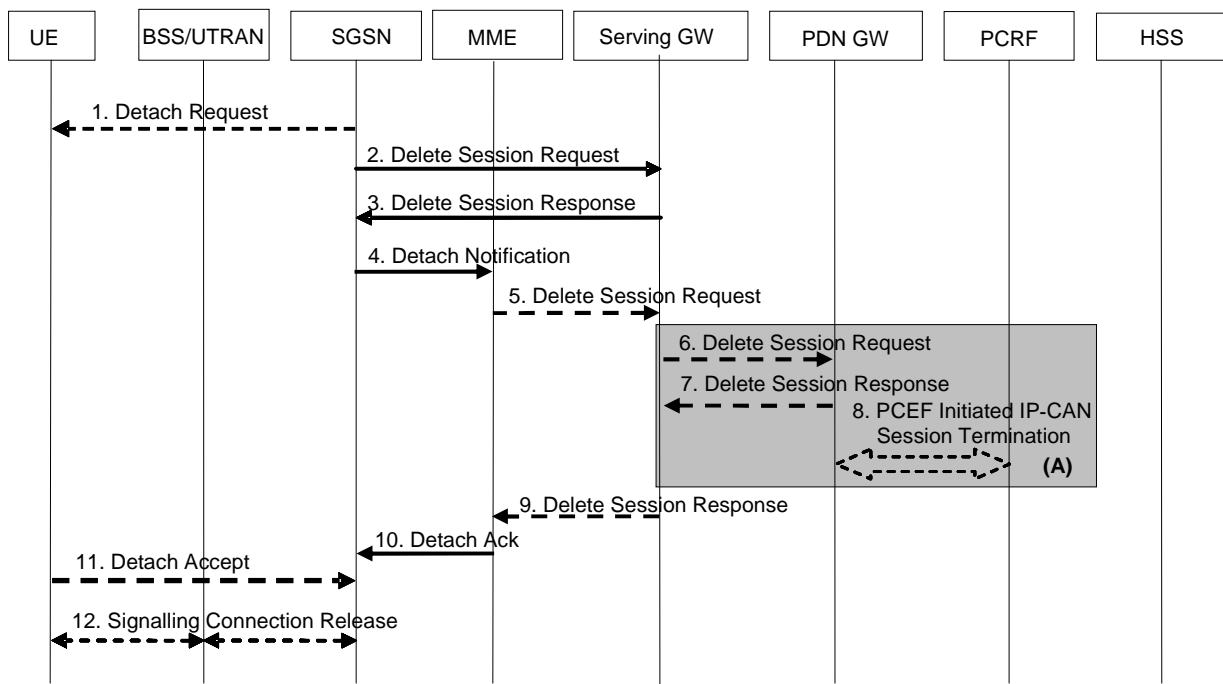 UE
BSS/UTRAN
SGSN
MME
Serving GW
PDN GW
PCRF
HSS
1. Detach Request
2. Delete Session Request
3. Delete Session Response
4. Detach Notification
5. Delete Session Request
6. Delete Session Request
7. Delete Session Response
8. PCEF Initiated IP-CAN
Session Termination
(A)
9. Delete Session Response
10. Detach Ack
11. Detach Accept
12. Signalling Connection Release